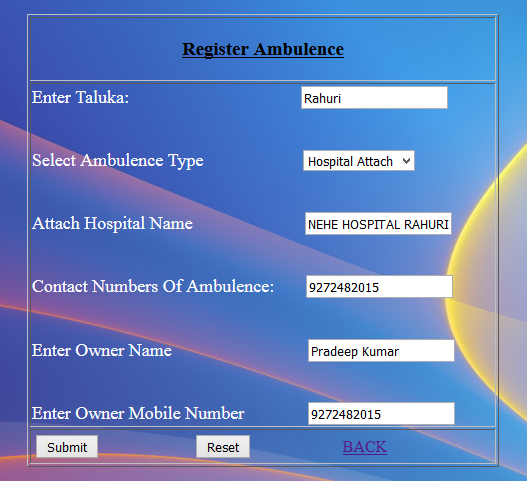 Register Ambulence
Enter Taluka: Rahuri
Select Ambulence Type Hospital Attach
Attach Hospital Name NEHE HOSPITAL RAHURI
Contact Numbers Of Ambulence: 9272482015
Enter Owner Name Pradeep Kumar
Enter Owner Mobile Number 9272482015
Submit Reset BACK